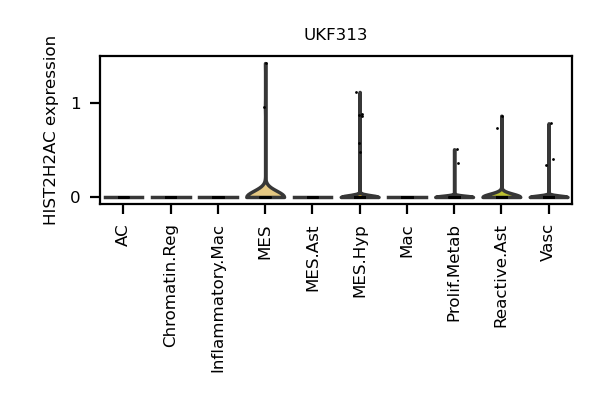 UKF313
HIST2H2AC expression
1
0
AC
Chromatin.Reg
Inflammatory.Mac
MES
MES.Ast
MES.Hyp
Mac
Prolif.Metab
Reactive.Ast
Vasc